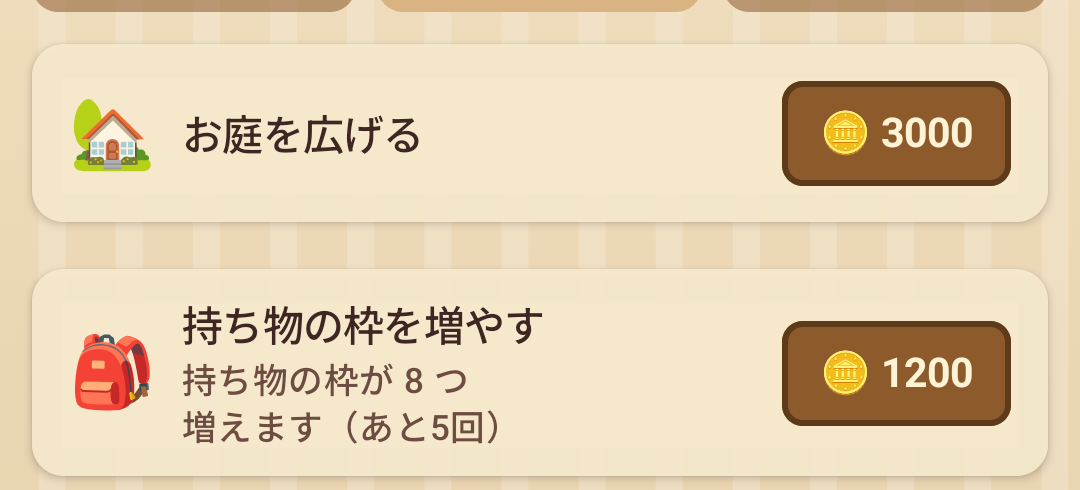 お庭を広げる
3000
持ち物の枠を増やす
持ち物の枠が 8 つ
増えます（あと5回）
1200